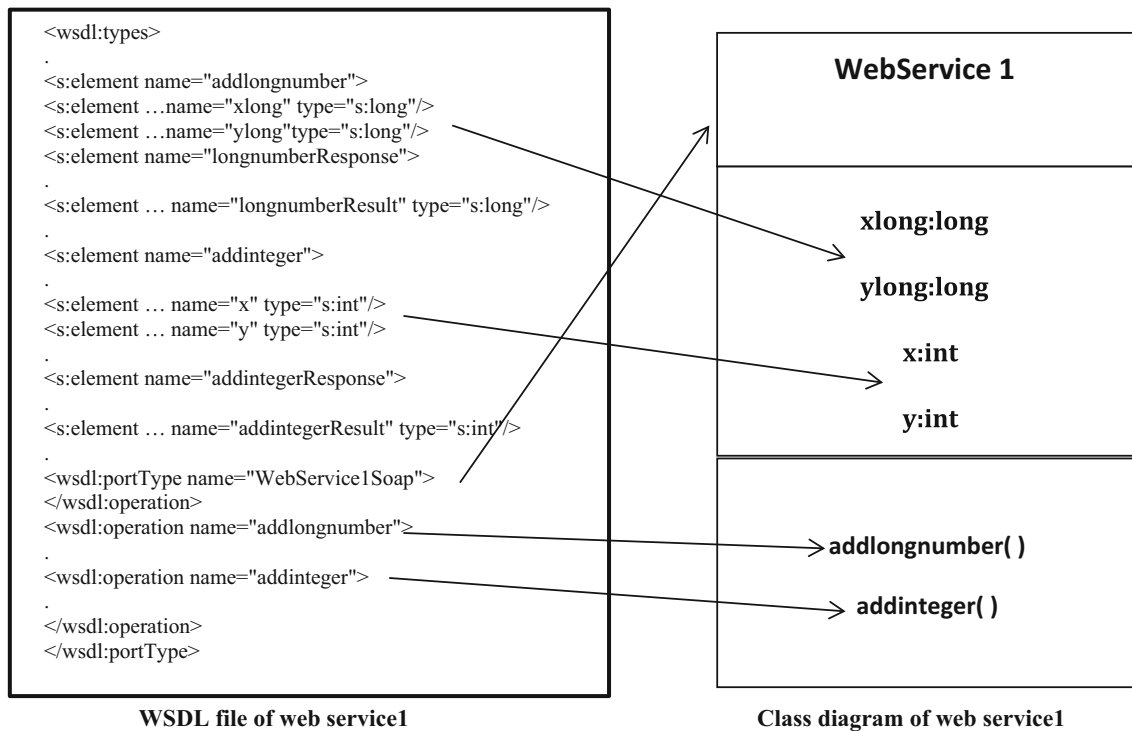 <wsdl:types>
.
<s:element name="addlongnumber">
<s:element …name="xlong" type="s:long"/>
<s:element …name="ylong"type="s:long"/>
<s:element name="longnumberResponse">
.
<s:element … name="longnumberResult" type="s:long"/>
.
<s:element name="addinteger">
.
<s:element … name="x" type="s:int"/>
<s:element … name="y" type="s:int"/>
.
<s:element name="addintegerResponse">
.
<s:element … name="addintegerResult" type="s:int"/>
.
<wsdl:portType name="WebService1Soap">
</wsdl:operation>
<wsdl:operation name="addlongnumber">
.
<wsdl:operation name="addinteger">
.
</wsdl:operation>
</wsdl:portType>
WSDL file of web service1
WebService 1
xlong:long
ylong:long
x:int
y:int
addlongnumber( )
addinteger( )
Class diagram of web service1